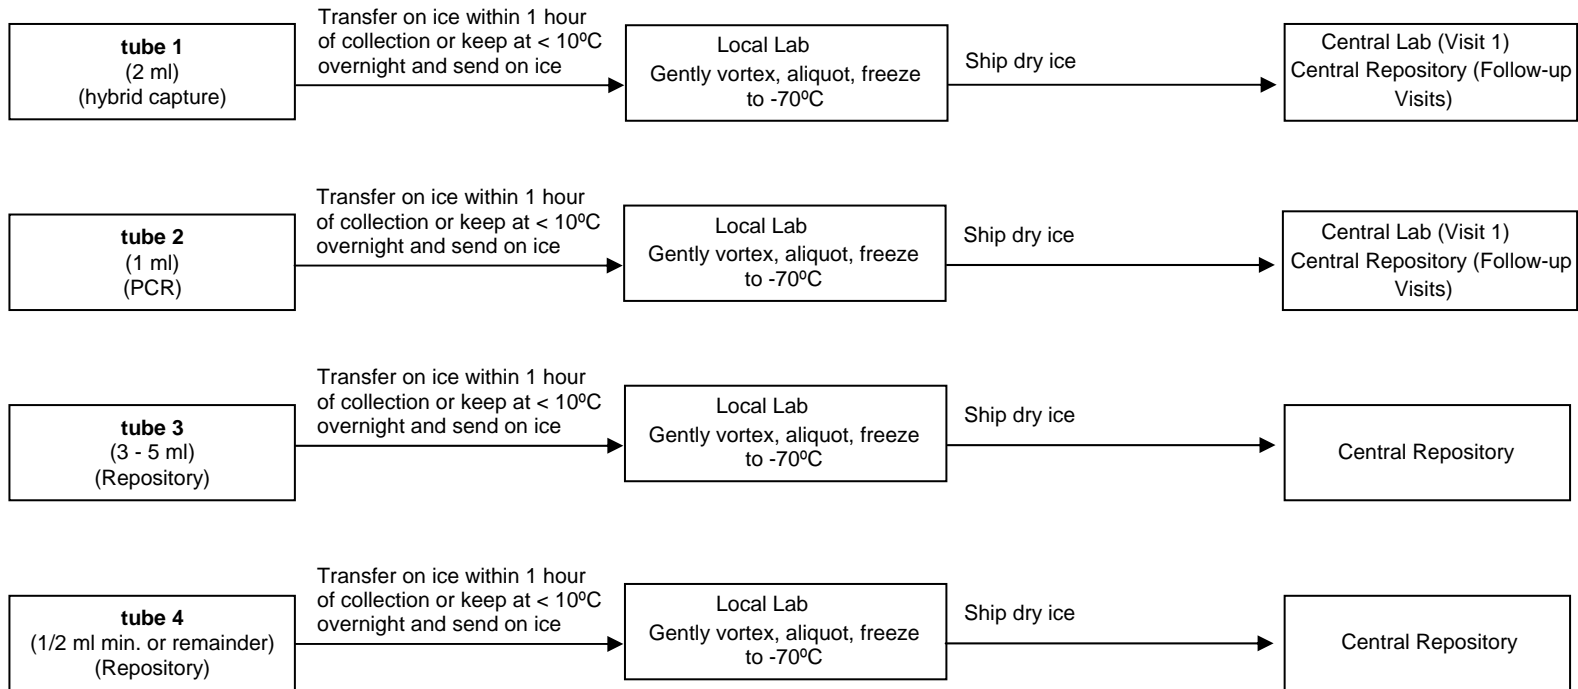 tube 1
(2 ml)
(hybrid capture)
Transfer on ice within 1 hour
of collection or keep at < 10ºC
overnight and send on ice
Local Lab
Gently vortex, aliquot, freeze
to -70ºC
Ship dry ice
Central Lab (Visit 1)
Central Repository (Follow-up
Visits)
tube 2
(1 ml)
(PCR)
Transfer on ice within 1 hour
of collection or keep at < 10ºC
overnight and send on ice
Local Lab
Gently vortex, aliquot, freeze
to -70ºC
Ship dry ice
Central Lab (Visit 1)
Central Repository (Follow-up
Visits)
tube 3
(3 - 5 ml)
(Repository)
Transfer on ice within 1 hour
of collection or keep at < 10ºC
overnight and send on ice
Local Lab
Gently vortex, aliquot, freeze
to -70ºC
Ship dry ice
Central Repository
tube 4
(1/2 ml min. or remainder)
(Repository)
Transfer on ice within 1 hour
of collection or keep at < 10ºC
overnight and send on ice
Local Lab
Gently vortex, aliquot, freeze
to -70ºC
Ship dry ice
Central Repository